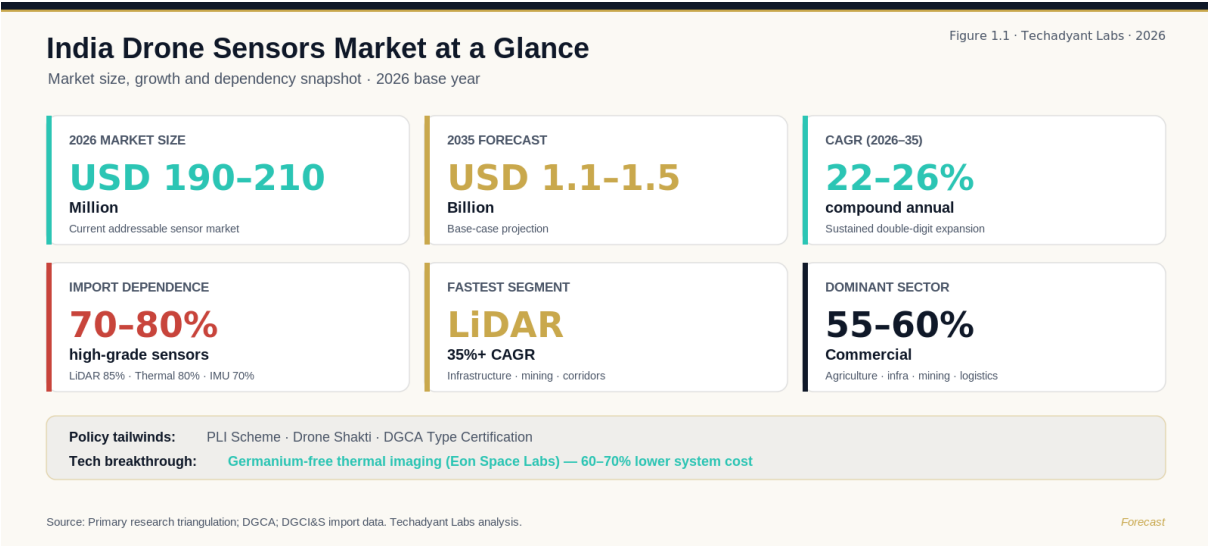 India Drone Sensors Market at a Glance
Figure 1.1 · Techadyant Labs · 2026
Market size, growth and dependency snapshot · 2026 base year
2026 MARKET SIZE
USD 190–210
Million
Current addressable sensor market
2035 FORECAST
USD 1.1–1.5
Billion
Base-case projection
CAGR (2026–35)
22–26%
compound annual
Sustained double-digit expansion
IMPORT DEPENDENCE
70–80%
high-grade sensors
LiDAR 85% · Thermal 80% · IMU 70%
FASTEST SEGMENT
LiDAR
35%+ CAGR
Infrastructure · mining · corridors
DOMINANT SECTOR
55–60%
Commercial
Agriculture · infra · mining · logistics
Policy tailwinds: PLI Scheme · Drone Shakti · DGCA Type Certification
Tech breakthrough: Germanium-free thermal imaging (Eon Space Labs) — 60–70% lower system cost
Source: Primary research triangulation; DGCA; DGCI&S import data. Techadyant Labs analysis.
Forecast